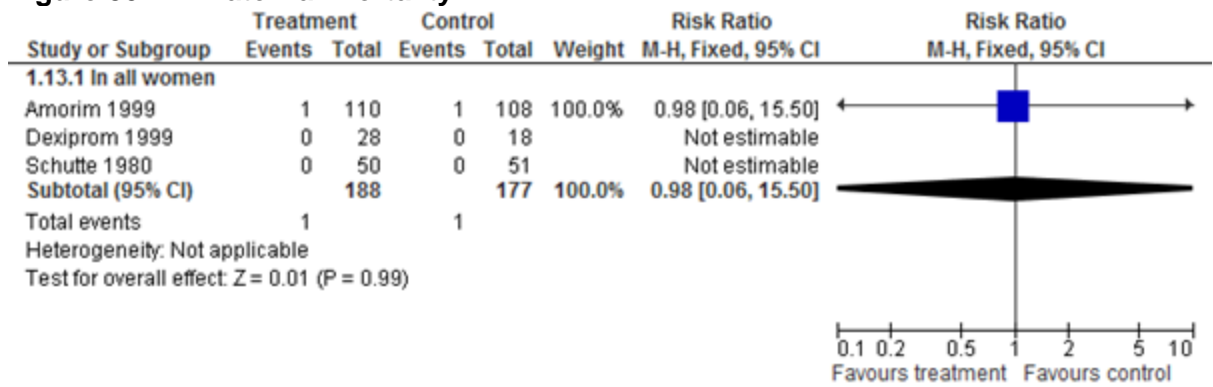 Treatment Control Risk Ratio Risk Ratio
Study or Subgroup Events Total Events Total Weight M-H, Fixed, 95% CI M-H, Fixed, 95% CI
1.13.1 In all women
Amorim 1999 1 110 1 108 100.0% 0.98 [0.06, 15.50]
Dexiprom 1999 0 28 0 18 Not estimable
Schutte 1980 0 50 0 51 Not estimable
Subtotal (95% CI) 188 177 100.0% 0.98 [0.06, 15.50]
Total events 1 1
Heterogeneity: Not applicable
Test for overall effect: Z = 0.01 (P = 0.99)
0.1 0.2 0.5 1 2 5 10
Favours treatment Favours control